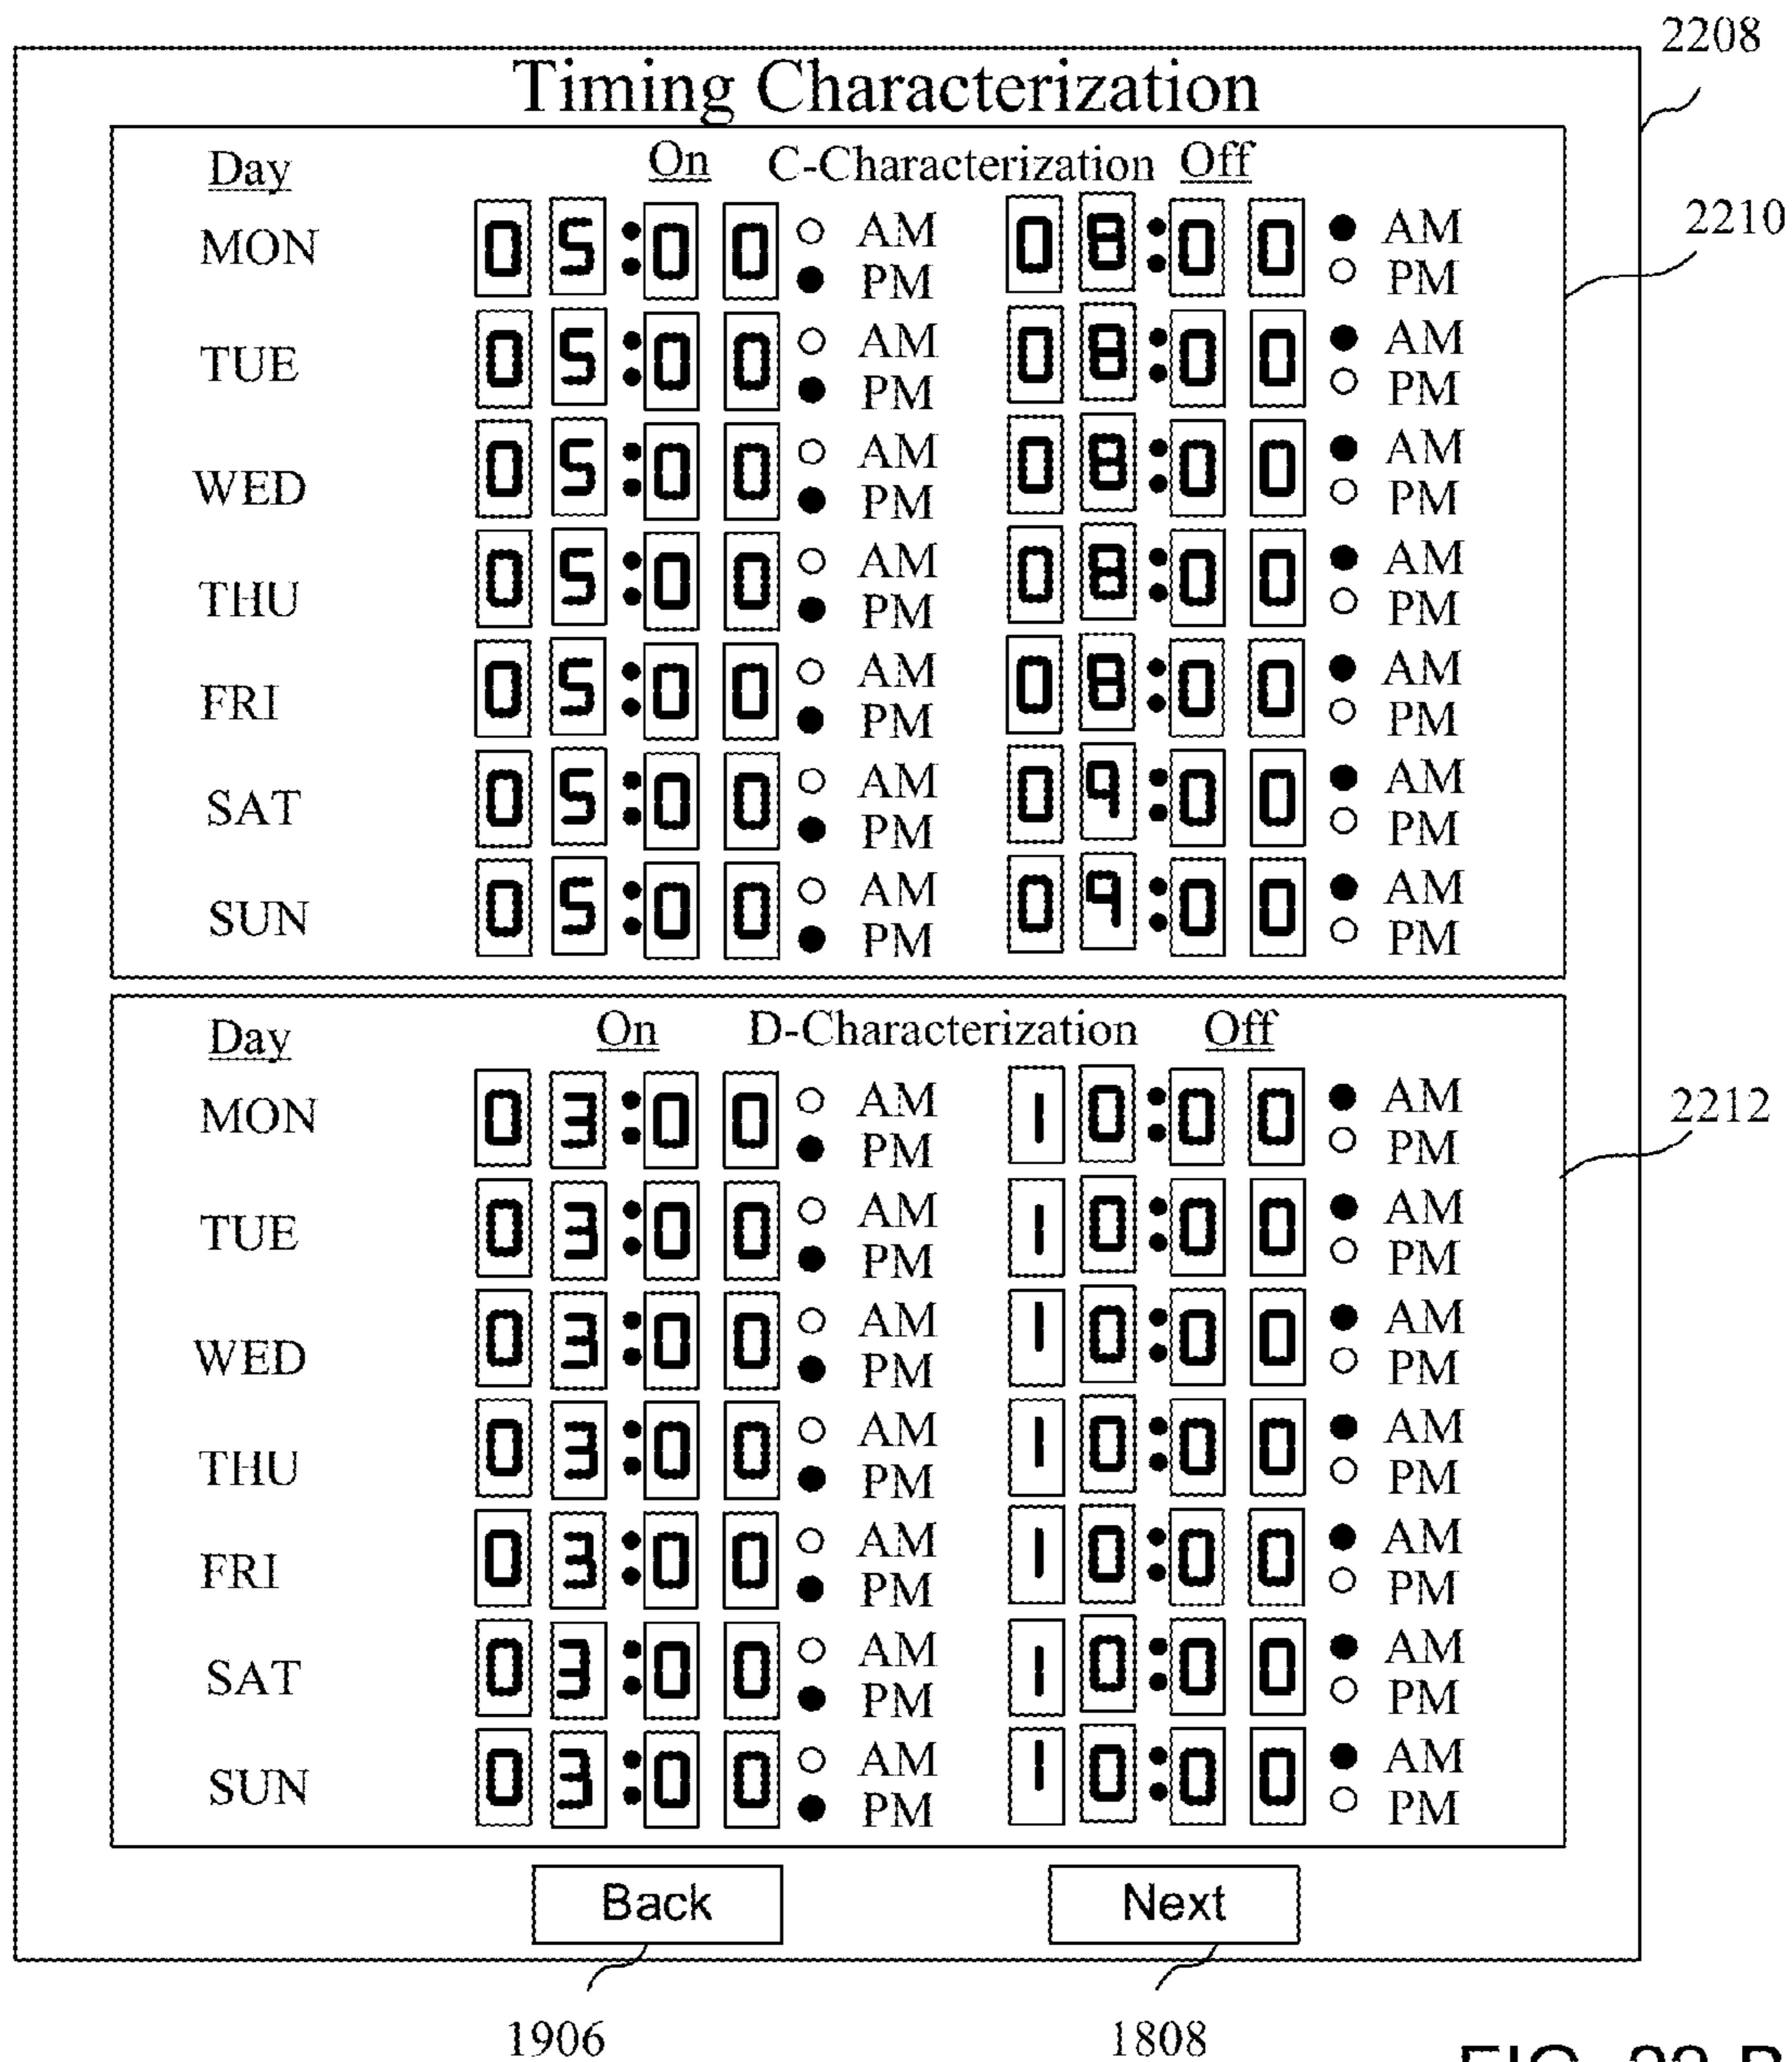 2208
Timing Characterization
Day On C-Characterization Off
2210
MON 05:00 AM 08:00 AM
PM PM
TUE 05:00 AM 08:00 AM
PM PM
WED 05:00 AM 08:00 AM
PM PM
THU 05:00 AM 08:00 AM
PM PM
FRI 05:00 AM 08:00 AM
PM PM
SAT 05:00 AM 09:00 AM
PM PM
SUN 05:00 AM 09:00 AM
PM PM
Day On D-Characterization Off
2212
MON 03:00 AM 10:00 AM
PM PM
TUE 03:00 AM 10:00 AM
PM PM
WED 03:00 AM 10:00 AM
PM PM
THU 03:00 AM 10:00 AM
PM PM
FRI 03:00 AM 10:00 AM
PM PM
SAT 03:00 AM 10:00 AM
PM PM
SUN 03:00 AM 10:00 AM
PM PM
Back Next
1906 1808